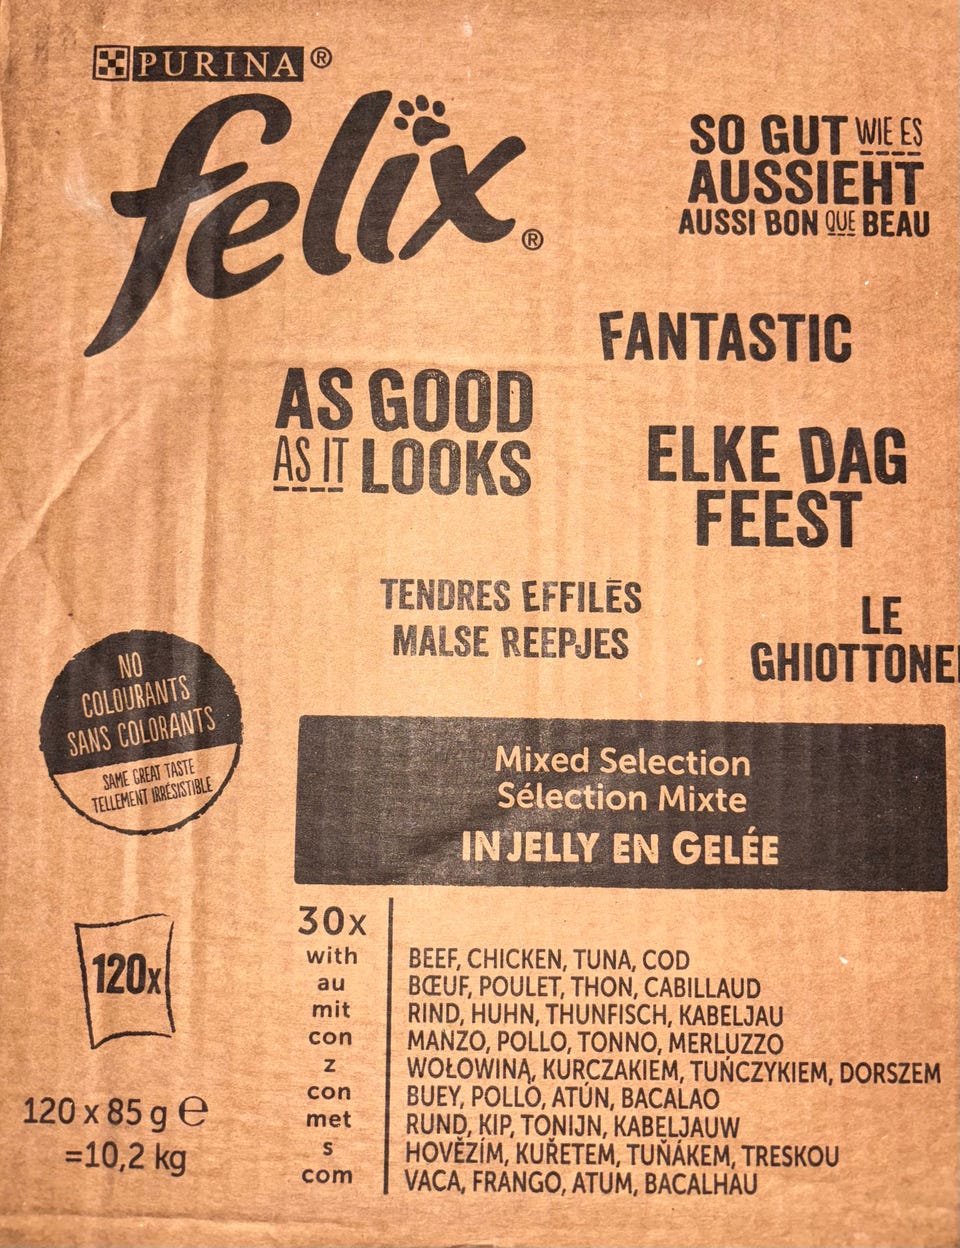 PURINA®
felix®
SO GUT WIE ES
AUSSIEHT
AUSSI BON QUE BEAU
FANTASTIC
AS GOOD
AS IT LOOKS
ELKE DAG
FEEST
TENDRES EFFILĒS
MALSE REEPJES
LE
GHIOTTONE
NO
COLOURANTS
SANS COLORANTS
SAME GREAT TASTE
TELLEMENT IRRÉSISTIBLE
Mixed Selection
Sélection Mixte
IN JELLY EN GELÉE
120x
120 x 85 g ℮
=10,2 kg
30x
with BEEF, CHICKEN, TUNA, COD
au BŒUF, POULET, THON, CABILLAUD
mit RIND, HUHN, THUNFISCH, KABELJAU
con MANZO, POLLO, TONNO, MERLUZZO
z WOŁOWINĄ, KURCZAKIEM, TUŃCZYKIEM, DORSZEM
con BUEY, POLLO, ATÚN, BACALAO
met RUND, KIP, TONIJN, KABELJAUW
s HOVĚZÍM, KUŘETEM, TUŇÁKEM, TRESKOU
com VACA, FRANGO, ATUM, BACALHAU